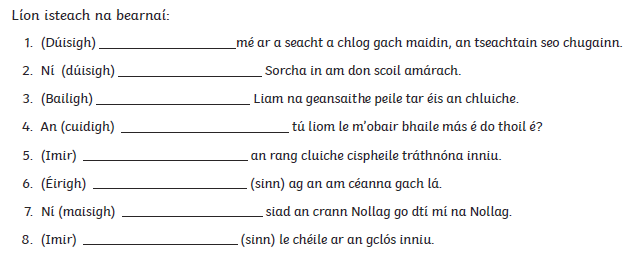 Líon isteach na bearnaí:
1. (Dúisigh) ____________________mé ar a seacht a chlog gach maidin, an tseachtain seo chugainn.
2. Ní (dúisigh) ____________________ Sorcha in am don scoil amárach.
3. (Bailigh) ____________________ Liam na geansaithe peile tar éis an chluiche.
4. An (cuidigh) ____________________ tú liom le m'obair bhaile más é do thoil é?
5. (Imir) ____________________ an rang cluiche cispheile tráthnóna inniu.
6. (Éirigh) ____________________ (sinn) ag an am céanna gach lá.
7. Ní (maisigh) ____________________ siad an crann Nollag go dtí mí na Nollag.
8. (Imir) ____________________ (sinn) le chéile ar an gclós inniu.